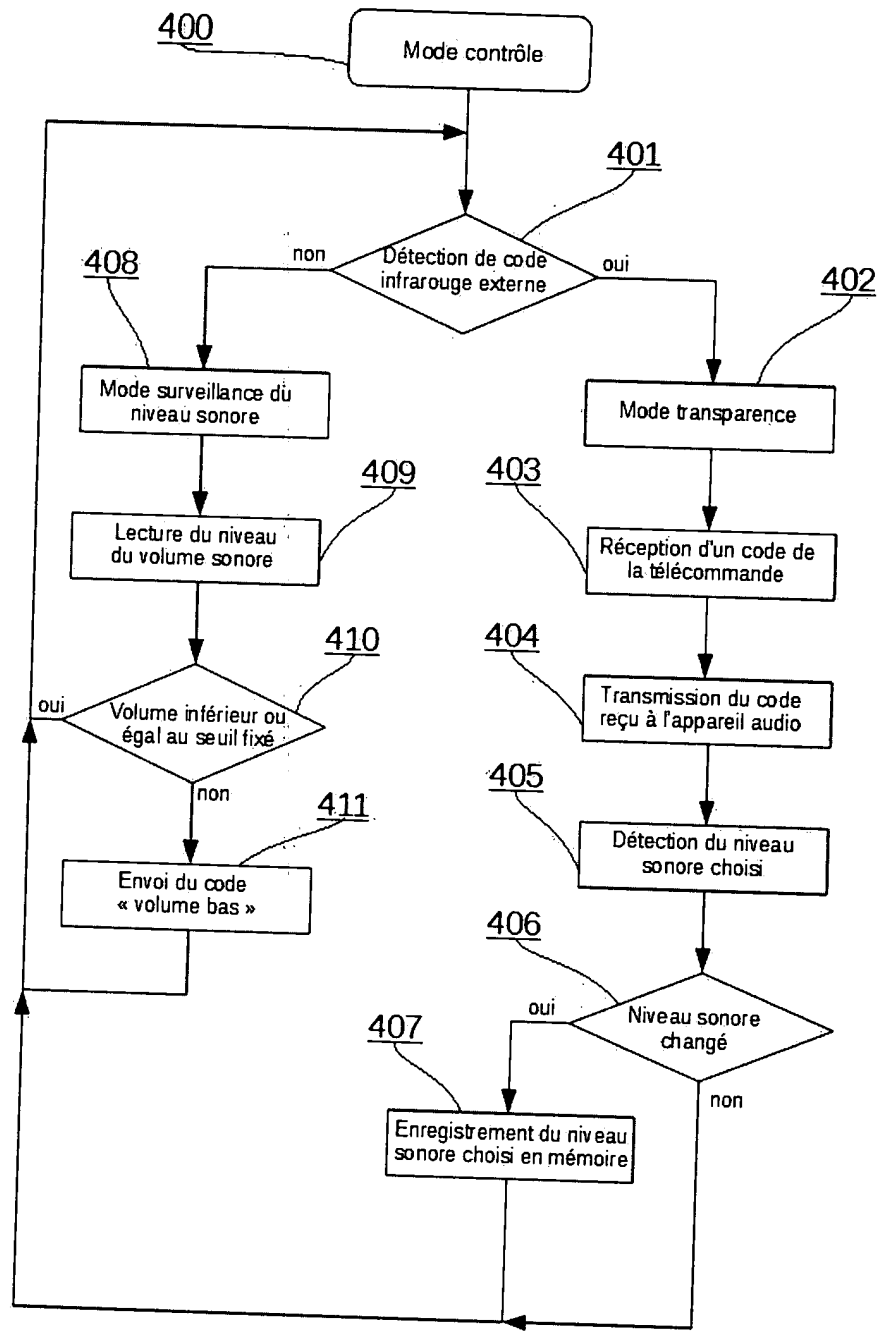 400
Mode contrôle
401
Détection de code
infrarouge externe
non
oui
408
402
Mode surveillance du
niveau sonore
Mode transparence
409
403
Lecture du niveau
du volume sonore
Réception d'un code de
la télécommande
410
404
oui
Volume inférieur ou
égal au seuil fixé
Transmission du code
reçu à l'appareil audio
non
411
405
Envoi du code
« volume bas »
Détection du niveau
sonore choisi
406
oui
Niveau sonore
changé
407
non
Enregistrement du niveau
sonore choisi en mémoire